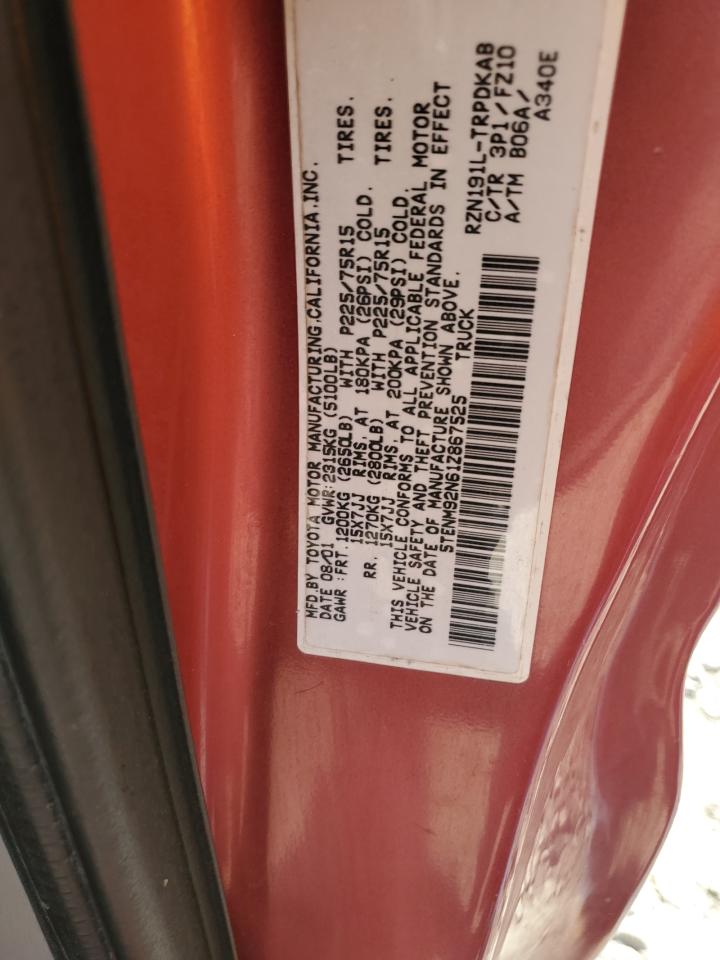 MFD.BY TOYOTA MOTOR MANUFACTURING,CALIFORNIA.INC.
DATE 08/01 GVWR:2315KG (5100LB)
GAWR :FRT.1200KG (2650LB) WITH P225/75R15 TIRES.
15X7JJ RIMS, AT 180KPA (26PSI) COLD.
RR. 1270KG (2800LB) WITH P225/75R15 TIRES.
15X7JJ RIMS, AT 200KPA (29PSI) COLD.
THIS VEHICLE CONFORMS TO ALL APPLICABLE FEDERAL MOTOR
VEHICLE SAFETY AND THEFT PREVENTION STANDARDS IN EFFECT
ON THE DATE OF MANUFACTURE SHOWN ABOVE.
5TENM92N61Z867525 TRUCK
RZN191L-TRPDKAB
C/TR 3P1/FZ10
A/TM B06A/
A340E